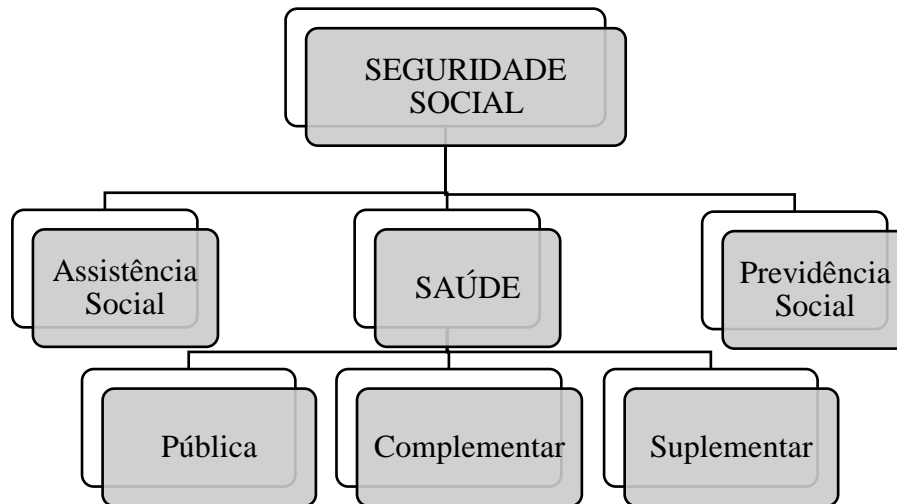 SEGURIDADE
SOCIAL
Assistência
Social
SAÚDE
Previdência
Social
Pública
Complementar
Suplementar